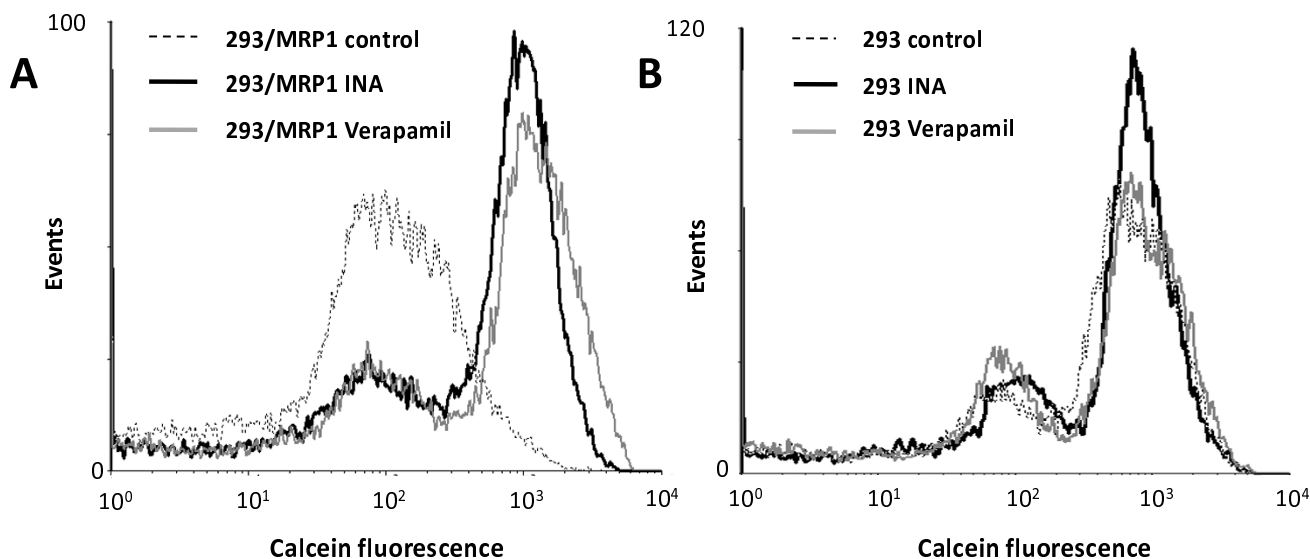 A
100
Events
0
293/MRP1 control
293/MRP1 INA
293/MRP1 Verapamil
10⁰ 10¹ 10² 10³ 10⁴
Calcein fluorescence
B
120
Events
0
293 control
293 INA
293 Verapamil
10⁰ 10¹ 10² 10³ 10⁴
Calcein fluorescence